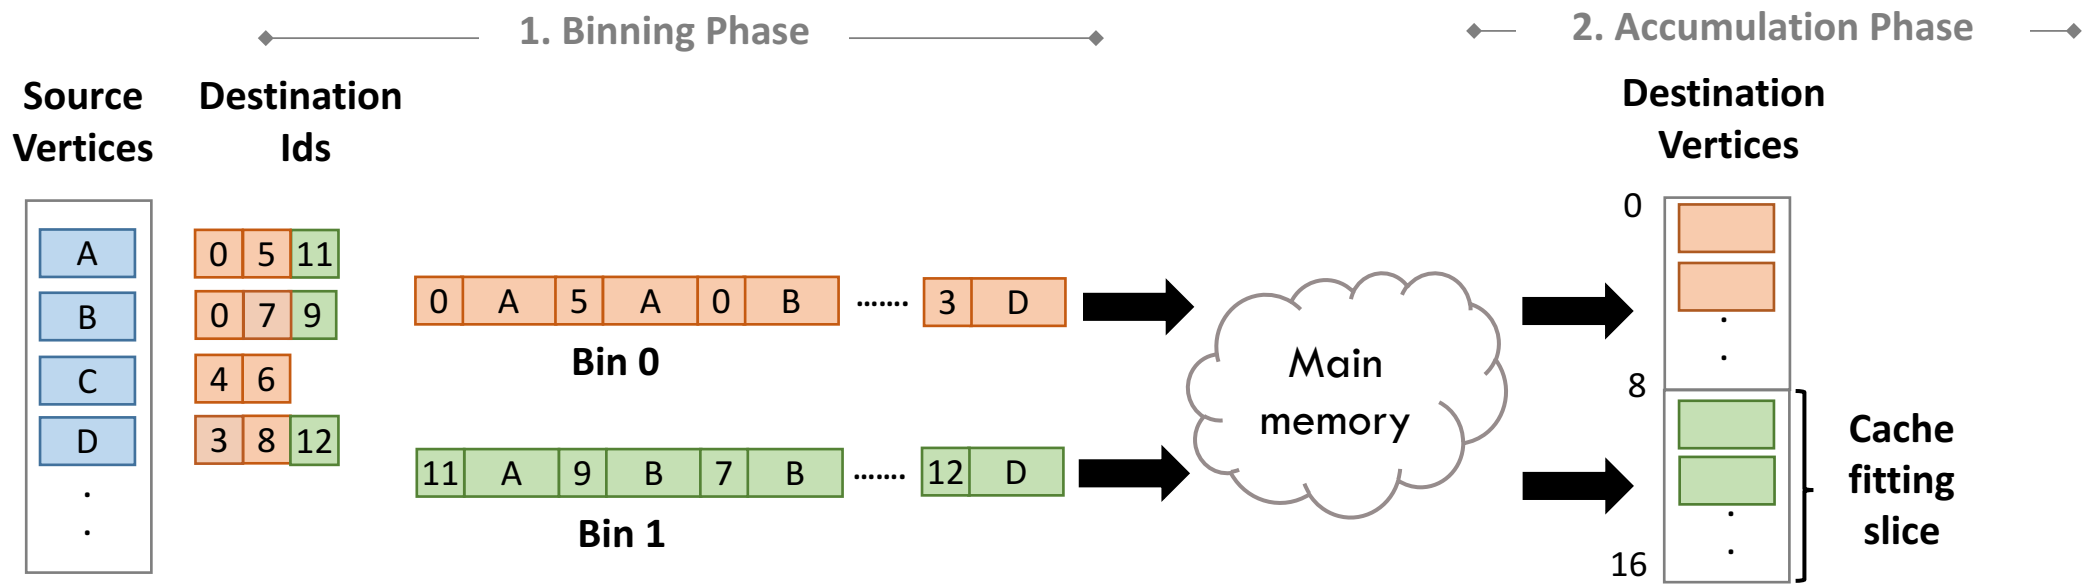 1. Binning Phase
2. Accumulation Phase
Source
Vertices
Destination
Ids
Destination
Vertices
A
B
C
D
.
.
0 5 11
0 7 9
4 6
3 8 12
0 A 5 A 0 B ....... 3 D
Bin 0
11 A 9 B 7 B ....... 12 D
Bin 1
Main
memory
0
.
.
8
.
.
16
Cache
fitting
slice